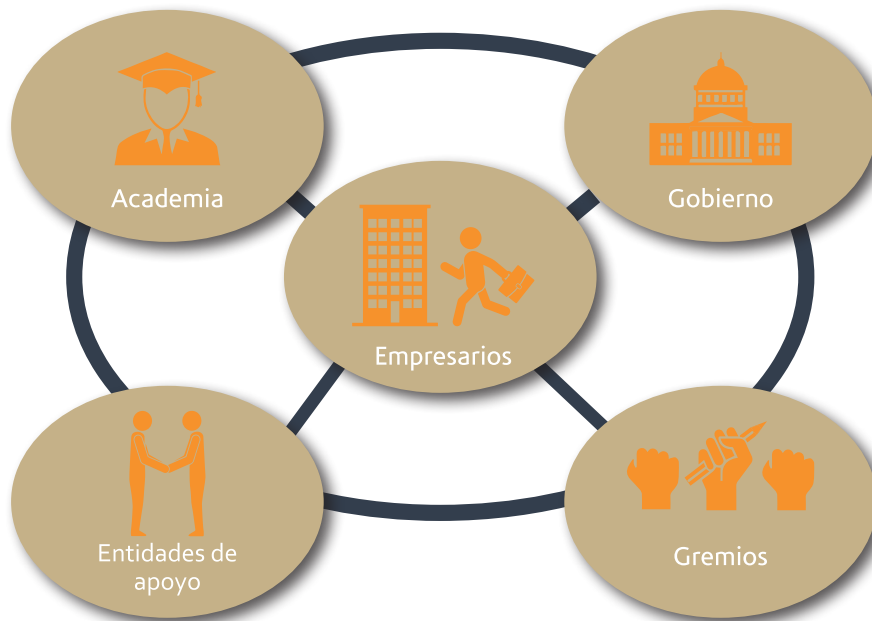 Academia
Gobierno
Empresarios
Entidades de
apoyo
Gremios